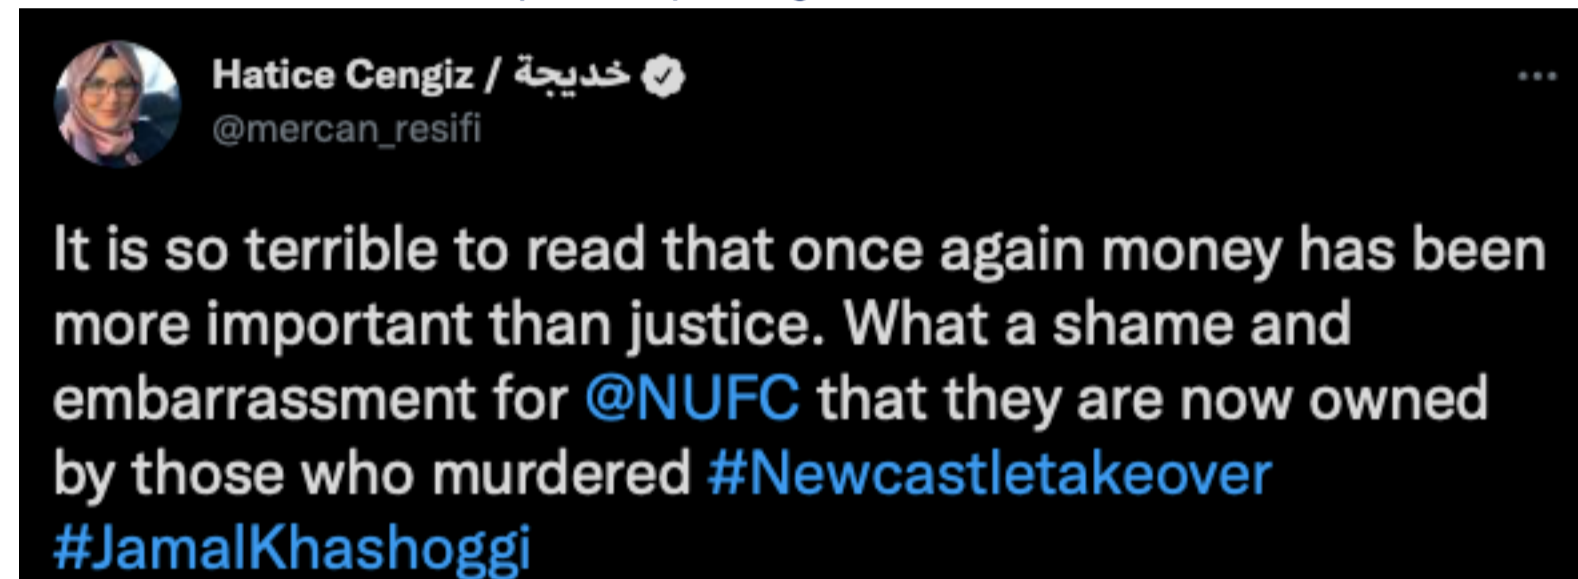 Hatice Cengiz / خديجة
@mercan_resifi
It is so terrible to read that once again money has been
more important than justice. What a shame and
embarrassment for @NUFC that they are now owned
by those who murdered #Newcastletakeover
#JamalKhashoggi